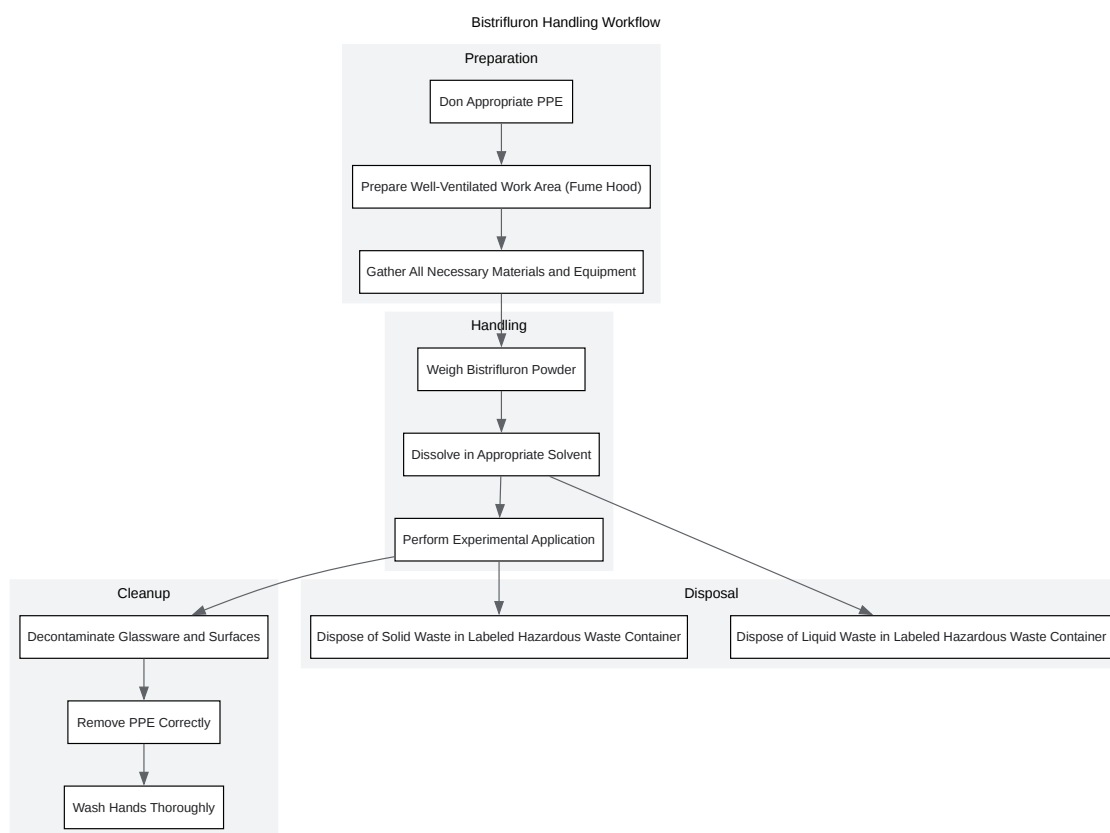 Bistrifluron Handling Workflow
Preparation
Don Appropriate PPE
Prepare Well-Ventilated Work Area (Fume Hood)
Gather All Necessary Materials and Equipment
Handling
Weigh Bistrifluron Powder
Dissolve in Appropriate Solvent
Perform Experimental Application
Cleanup
Disposal
Decontaminate Glassware and Surfaces
Dispose of Solid Waste in Labeled Hazardous Waste Container
Dispose of Liquid Waste in Labeled Hazardous Waste Container
Remove PPE Correctly
Wash Hands Thoroughly